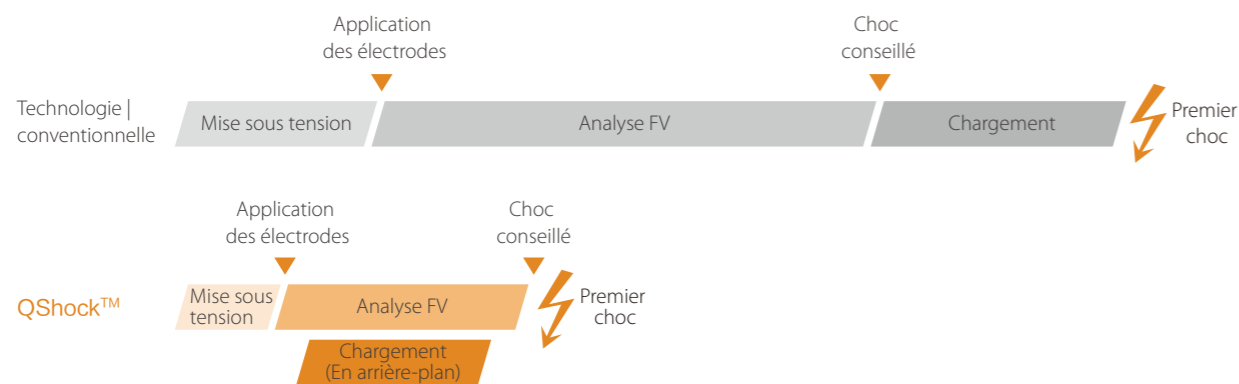 Application
des électrodes
Choc
conseillé
Technologie |
conventionnelle
Mise sous tension
Analyse FV
Chargement
Premier
choc
Application
des électrodes
Choc
conseillé
QShock™
Mise sous
tension
Analyse FV
Premier
choc
Chargement
(En arrière-plan)